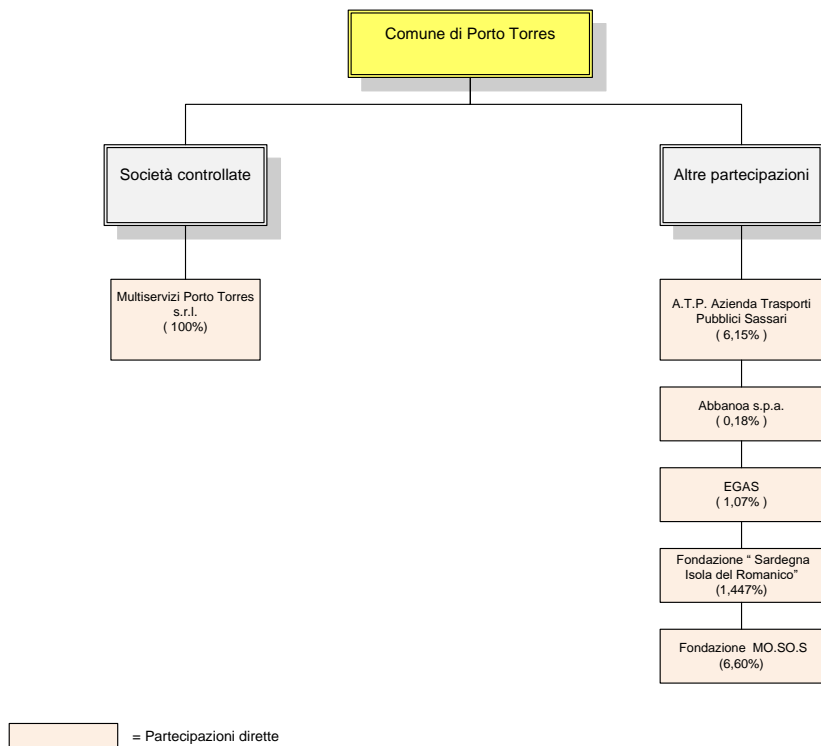 Comune di Porto Torres
Società controllate
Altre partecipazioni
Multiservizi Porto Torres
s.r.l.
( 100%)
A.T.P. Azienda Trasporti
Pubblici Sassari
( 6,15% )
Abbanoa s.p.a.
( 0,18% )
EGAS
( 1,07% )
Fondazione “ Sardegna
Isola del Romanico”
(1,447%)
Fondazione MO.SO.S
(6,60%)
= Partecipazioni dirette